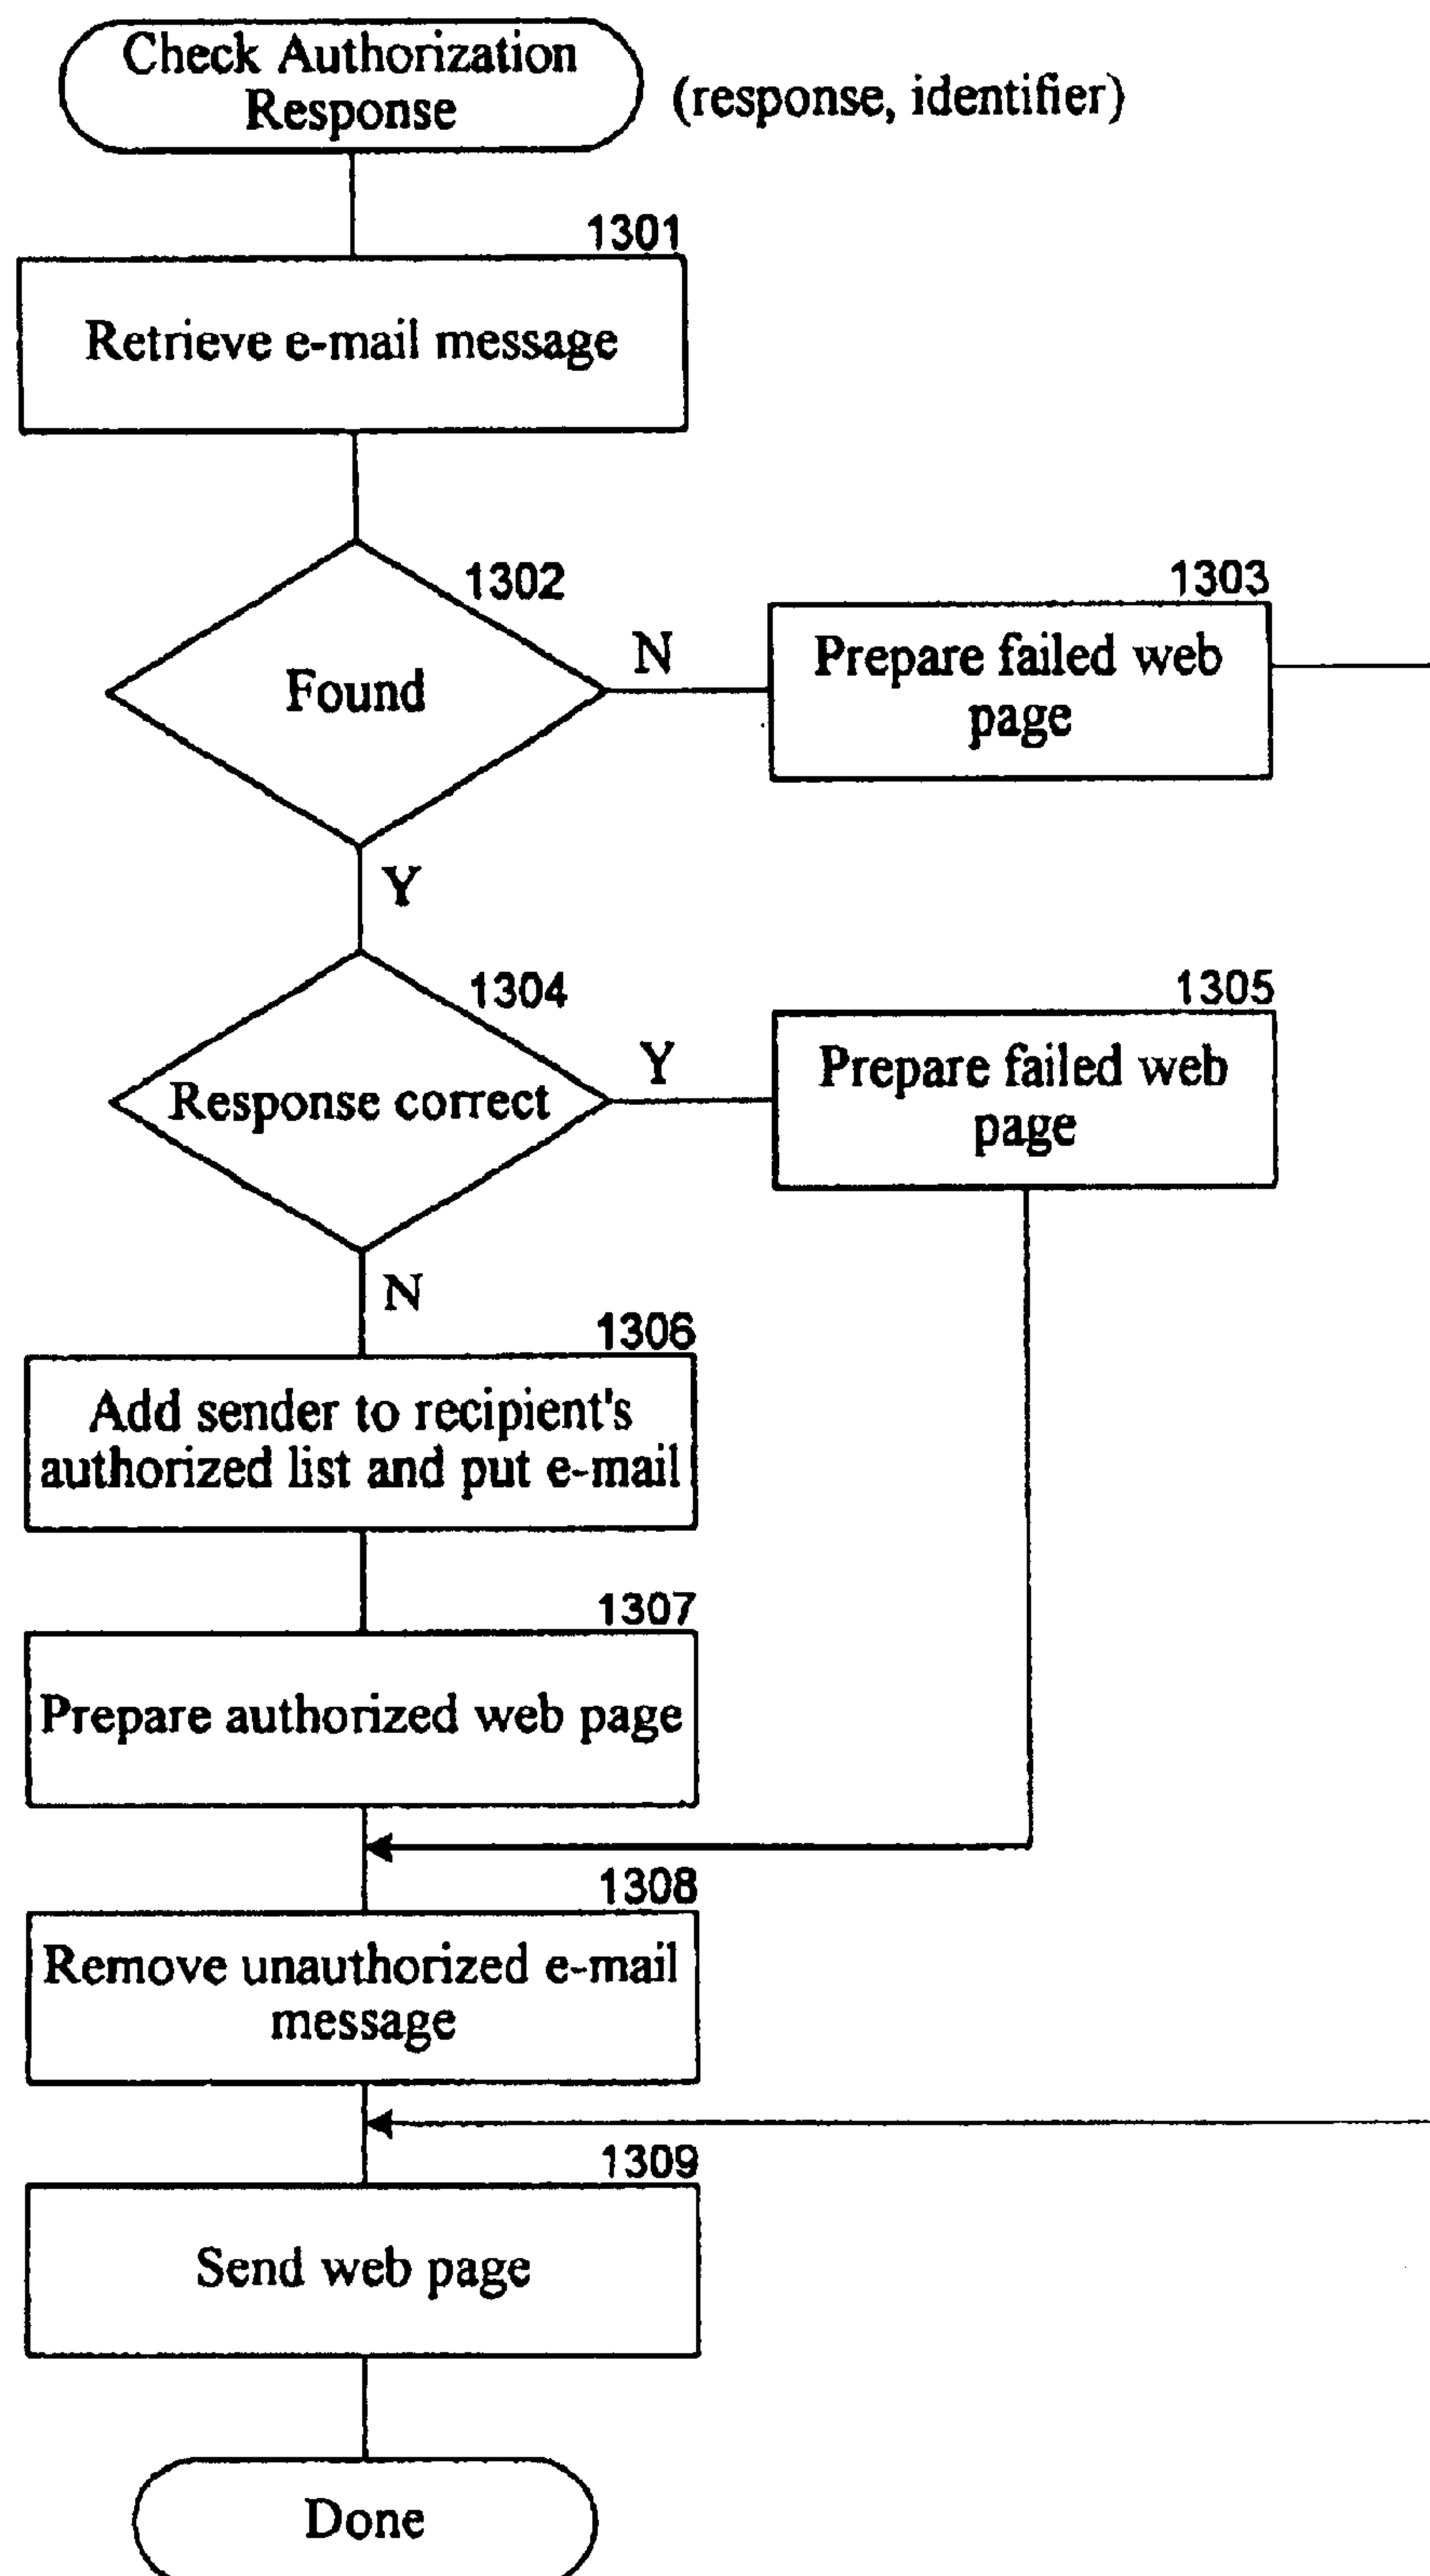 Check Authorization
Response
(response, identifier)
1301
Retrieve e-mail message
1302
Found
N
1303
Prepare failed web
page
Y
1304
Response correct
Y
1305
Prepare failed web
page
N
1306
Add sender to recipient's
authorized list and put e-mail
1307
Prepare authorized web page
1308
Remove unauthorized e-mail
message
1309
Send web page
Done